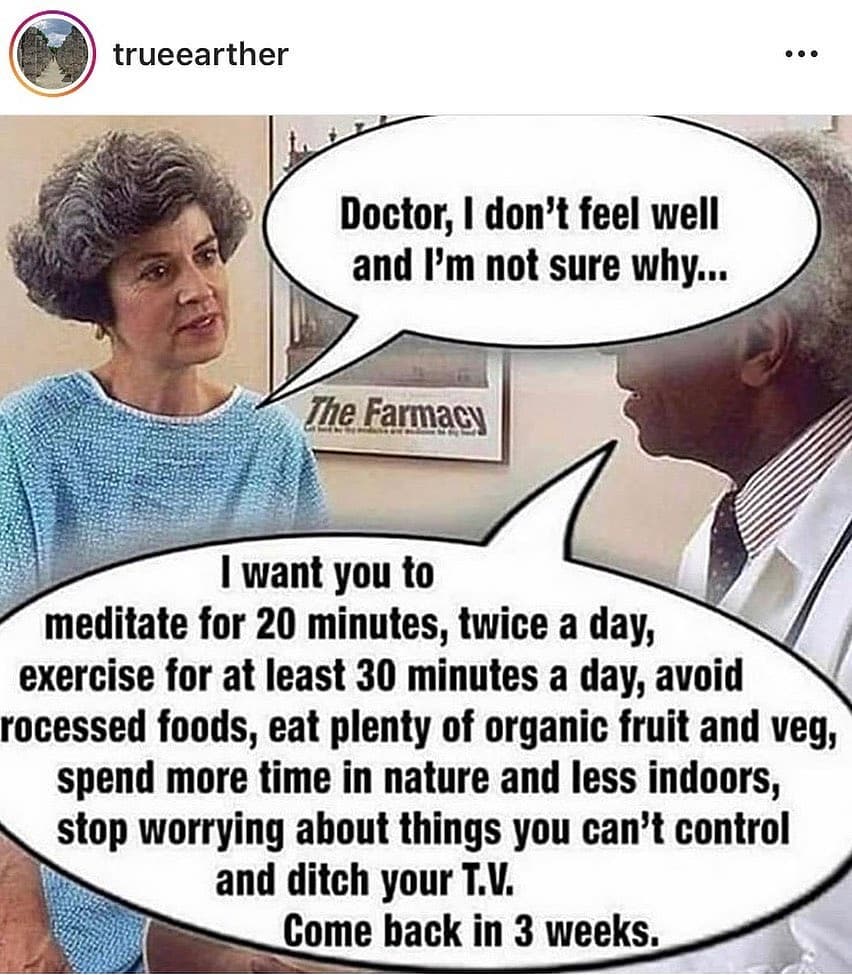 trueearther
Doctor, I don't feel well
and I'm not sure why...
The Farmacy
I want you to
meditate for 20 minutes, twice a day,
exercise for at least 30 minutes a day, avoid
rocessed foods, eat plenty of organic fruit and veg,
spend more time in nature and less indoors,
stop worrying about things you can't control
and ditch your T.V.
Come back in 3 weeks.